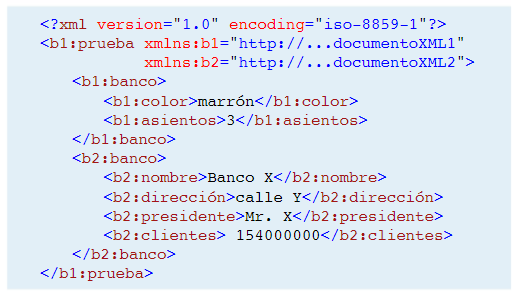 <?xml version="1.0" encoding="iso-8859-1"?>
<b1:prueba xmlns:b1="http://...documentoXML1"
xmlns:b2="http://...documentoXML2">
<b1:banco>
<b1:color>marrón</b1:color>
<b1:asientos>3</b1:asientos>
</b1:banco>
<b2:banco>
<b2:nombre>Banco X</b2:nombre>
<b2:dirección>calle Y</b2:dirección>
<b2:presidente>Mr. X</b2:presidente>
<b2:clientes> 154000000</b2:clientes>
</b2:banco>
</b1:prueba>